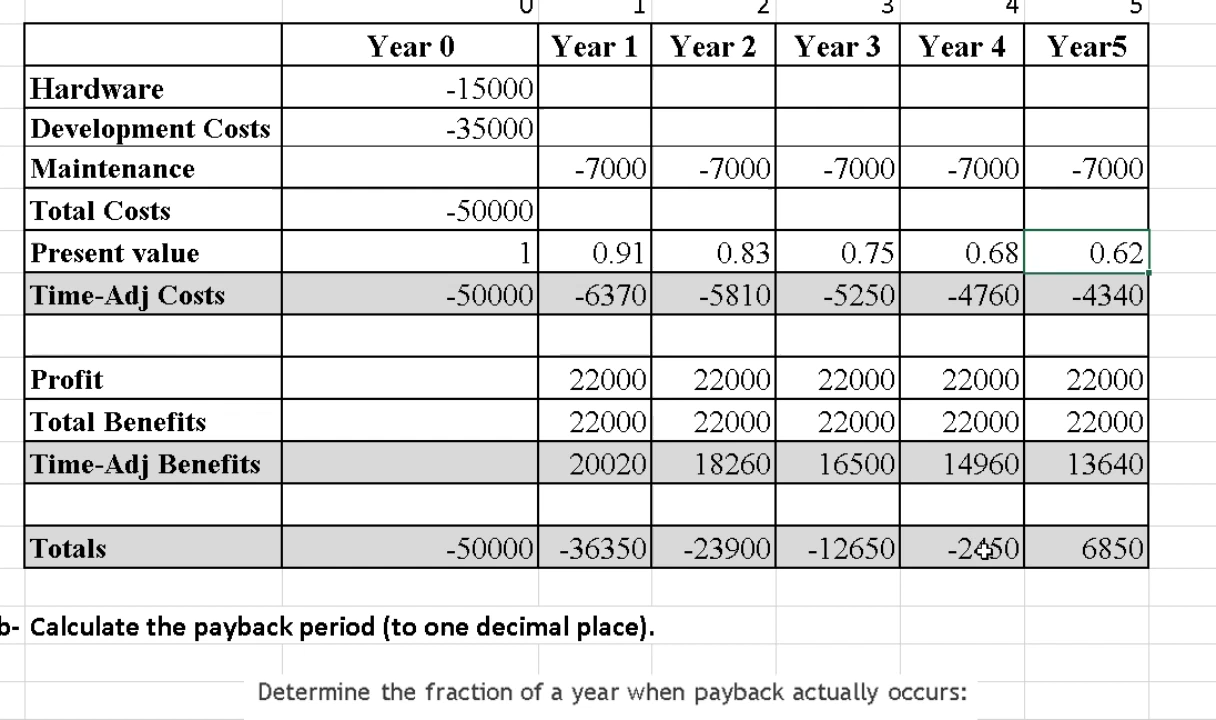 0 1 2 3 4 5
Year 0 Year 1 Year 2 Year 3 Year 4 Year5
Hardware -15000
Development Costs -35000
Maintenance -7000 -7000 -7000 -7000 -7000
Total Costs -50000
Present value 1 0.91 0.83 0.75 0.68 0.62
Time-Adj Costs -50000 -6370 -5810 -5250 -4760 -4340
Profit 22000 22000 22000 22000 22000
Total Benefits 22000 22000 22000 22000 22000
Time-Adj Benefits 20020 18260 16500 14960 13640
Totals -50000 -36350 -23900 -12650 -2450 6850
b- Calculate the payback period (to one decimal place).
Determine the fraction of a year when payback actually occurs: